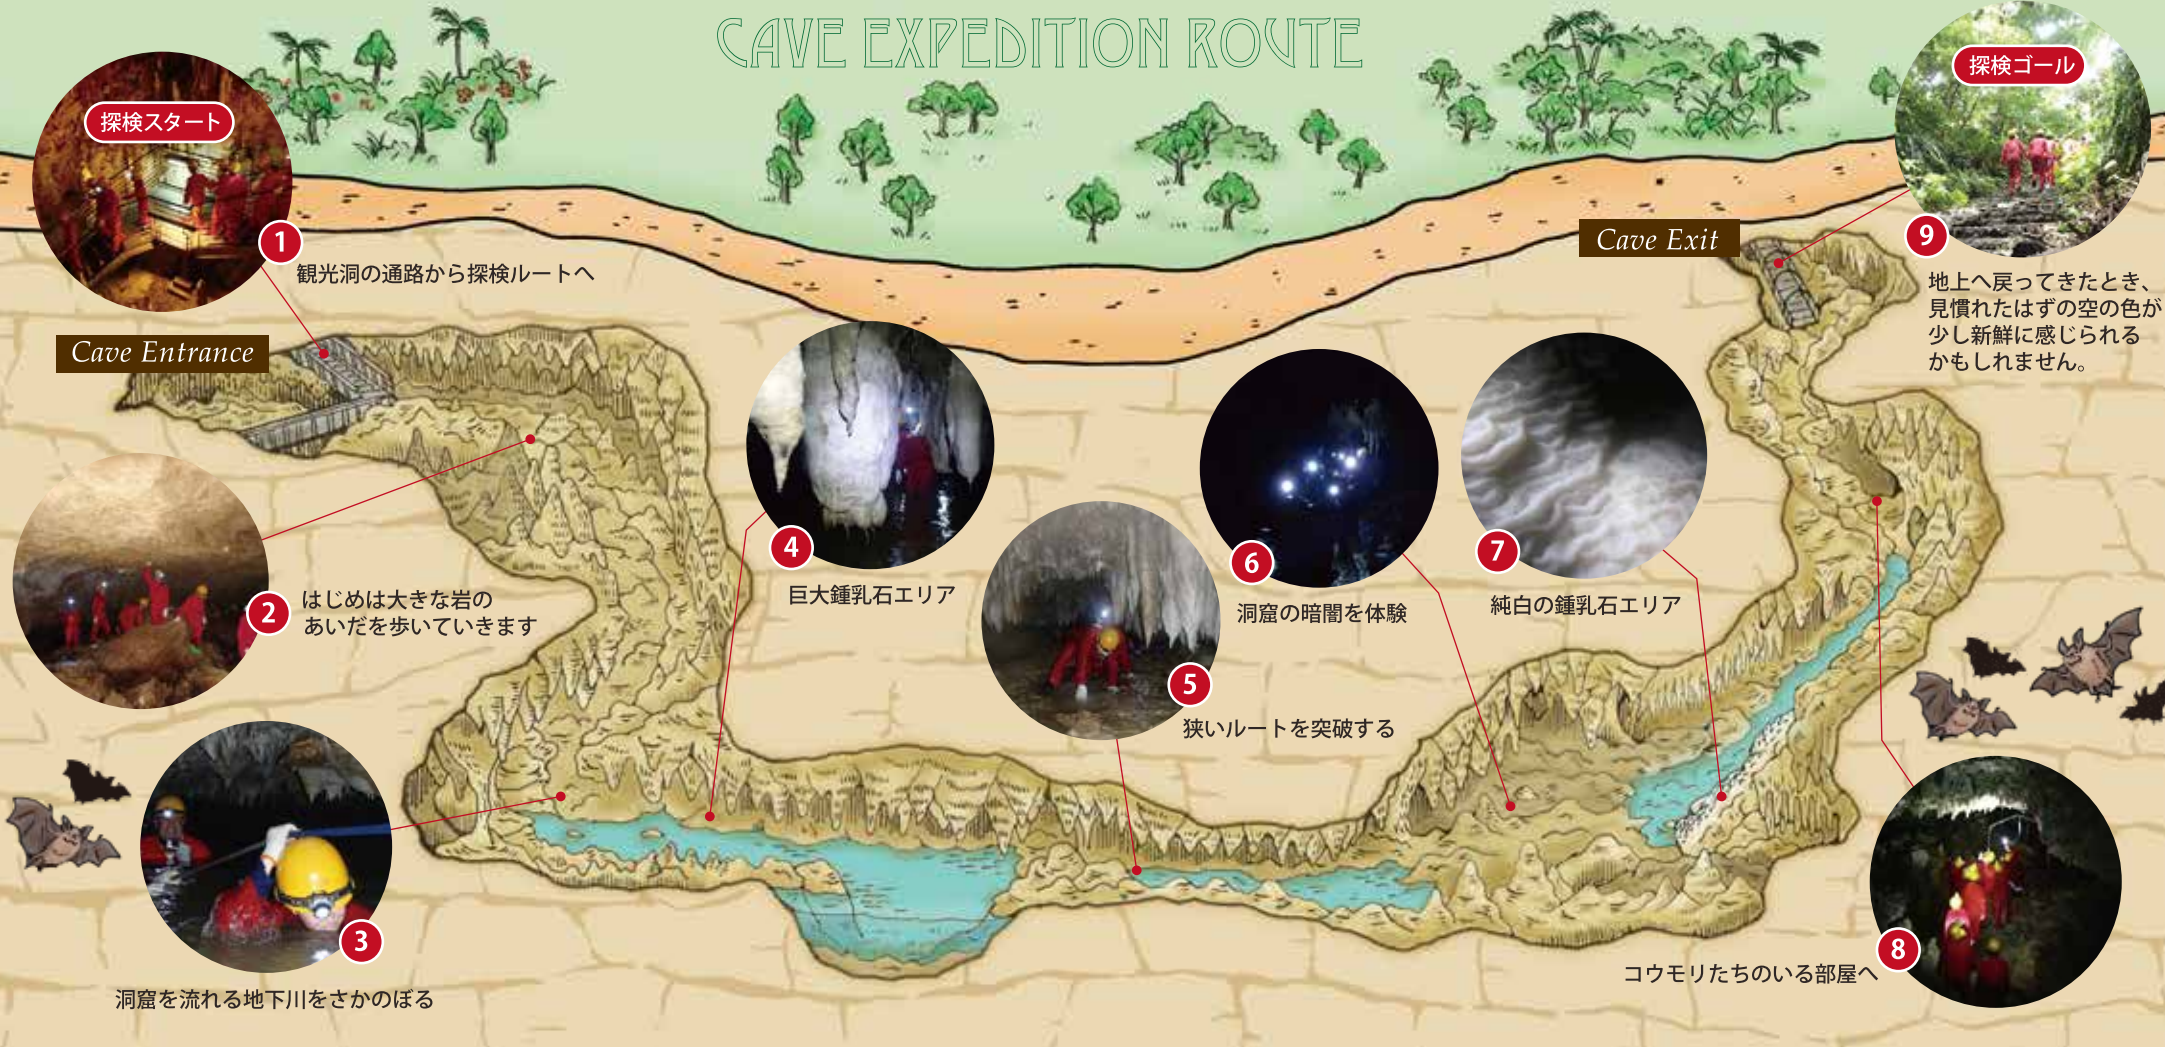 CAVE EXPEDITION ROUTE
探検スタート
1
観光洞の通路から探検ルートへ
Cave Entrance
2
はじめは大きな岩の
あいだを歩いていきます
3
洞窟を流れる地下川をさかのぼる
4
巨大鍾乳石エリア
5
狭いルートを突破する
6
洞窟の暗闇を体験
7
純白の鍾乳石エリア
8
コウモリたちのいる部屋へ
Cave Exit
探検ゴール
9
地上へ戻ってきたとき、
見慣れたはずの空の色が
少し新鮮に感じられる
かもしれません。